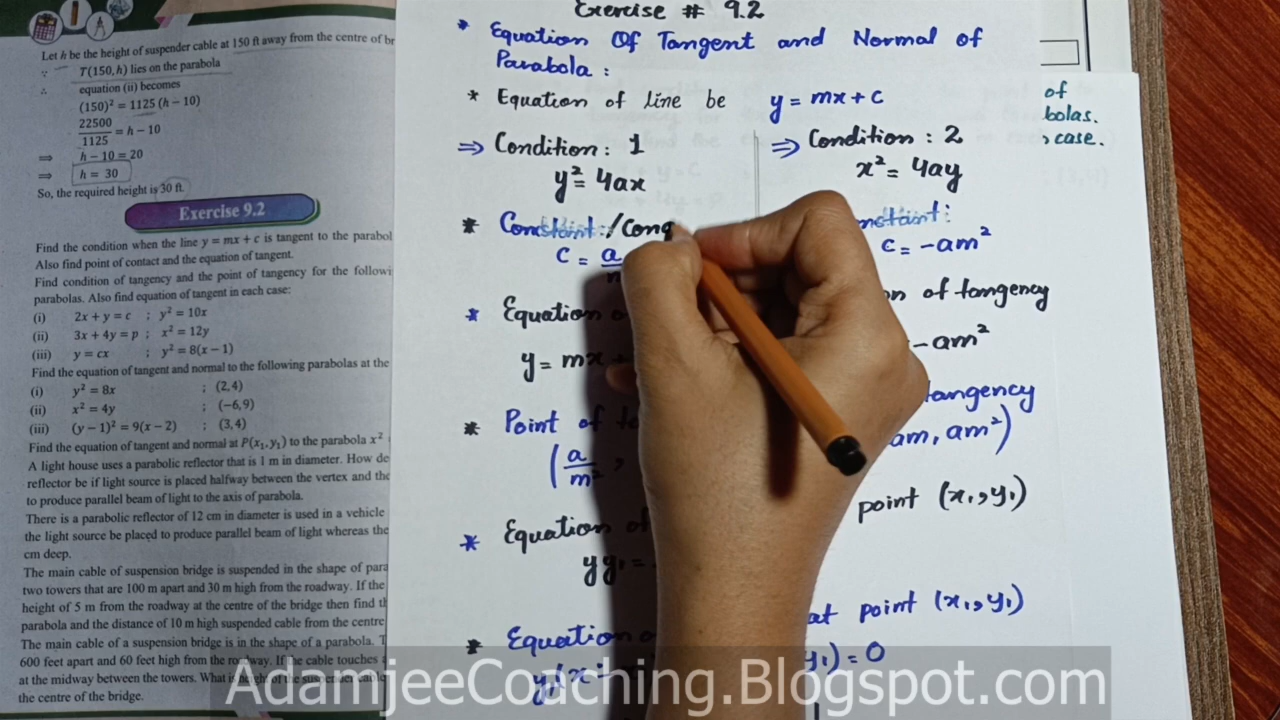 Let h be the height of suspender cable at 150 ft away from the centre of br
∵ T(150, h) lies on the parabola
∴ equation (ii) becomes
(150)² = 1125 (h − 10)
22500/1125 = h − 10
⇒ h − 10 = 20
⇒ h = 30
So, the required height is 30 ft.
Exercise 9.2
Find the condition when the line y = mx + c is tangent to the parabol
Also find point of contact and the equation of tangent.
Find condition of tangency and the point of tangency for the followi
parabolas. Also find equation of tangent in each case:
(i) 2x + y = c ; y² = 10x
(ii) 3x + 4y = p ; x² = 12y
(iii) y = cx ; y² = 8(x − 1)
Find the equation of tangent and normal to the following parabolas at the
(i) y² = 8x ; (2, 4)
(ii) x² = 4y ; (−6, 9)
(iii) (y − 1)² = 9(x − 2) ; (3, 4)
Find the equation of tangent and normal at P(x₁, y₁) to the parabola x²
A light house uses a parabolic reflector that is 1 m in diameter. How de
reflector be if light source is placed halfway between the vertex and the
to produce parallel beam of light to the axis of parabola.
There is a parabolic reflector of 12 cm in diameter is used in a vehicle
the light source be placed to produce parallel beam of light whereas the
cm deep.
The main cable of suspension bridge is suspended in the shape of para
two towers that are 100 m apart and 30 m high from the roadway. If the
height of 5 m from the roadway at the centre of the bridge then find th
parabola and the distance of 10 m high suspended cable from the centre
The main cable of a suspension bridge is in the shape of a parabola. T
600 feet apart and 60 feet high from the roadway. If the cable touches
at the midway between the towers. What is height of the suspender cable
the centre of the bridge.
Exercise # 9.2
* Equation Of Tangent and Normal of
Parabola :
* Equation of line be y = mx + c
⇒ Condition : 1
y² = 4ax
* Constant :/Cong
c = a
* Equation o
y = mx +
* Point of
(a/m² ,
* Equation of
yy₁ =
* Equation o
y₁(x −
⇒ Condition : 2
x² = 4ay
nstaint:
c = −am²
on of tangency
−am²
tangency
am, am²)
point (x₁, y₁)
at point (x₁, y₁)
y₁) = 0
of
bolas.
, case.
AdamjeeCoaching.Blogspot.com